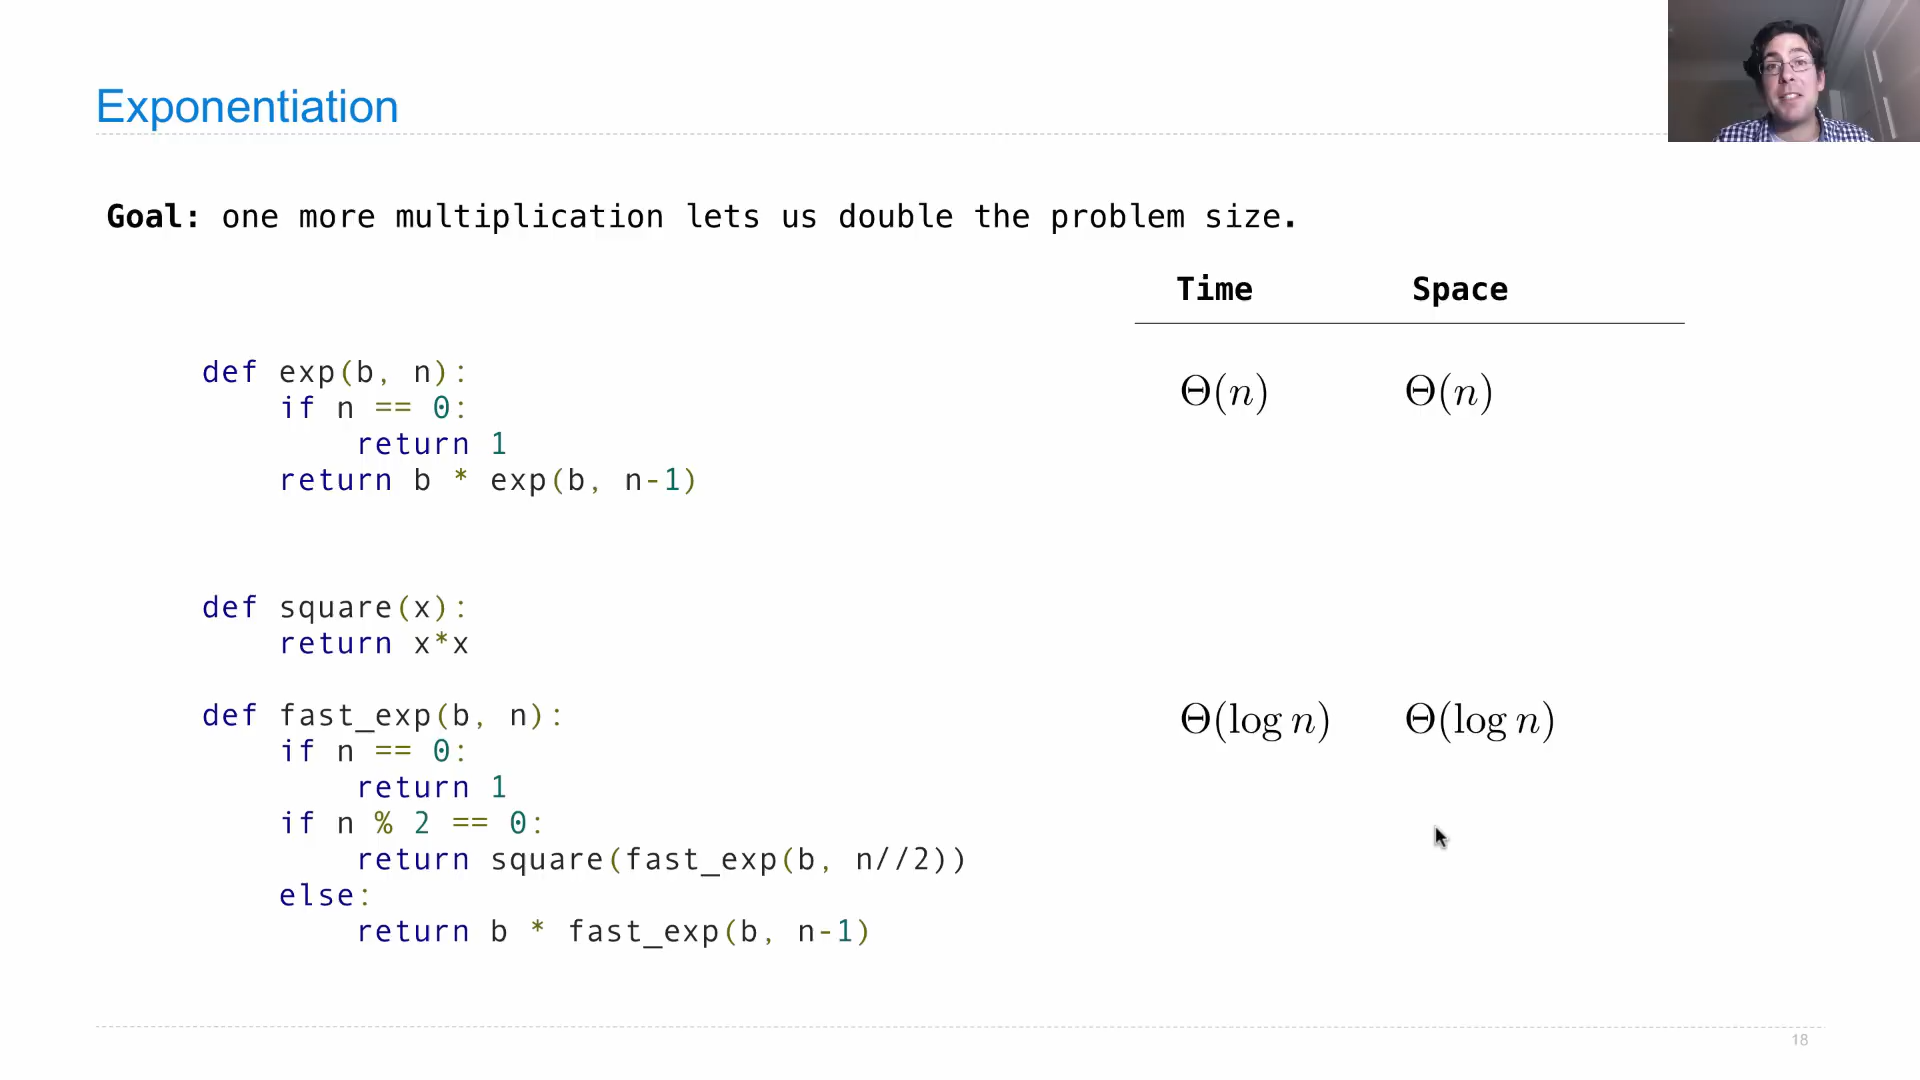 Exponentiation
Goal: one more multiplication lets us double the problem size.
Time Space
def exp(b, n):
    if n == 0:
        return 1
    return b * exp(b, n-1)
Θ(n) Θ(n)
def square(x):
    return x*x
def fast_exp(b, n):
    if n == 0:
        return 1
    if n % 2 == 0:
        return square(fast_exp(b, n//2))
    else:
        return b * fast_exp(b, n-1)
Θ(log n) Θ(log n)
18